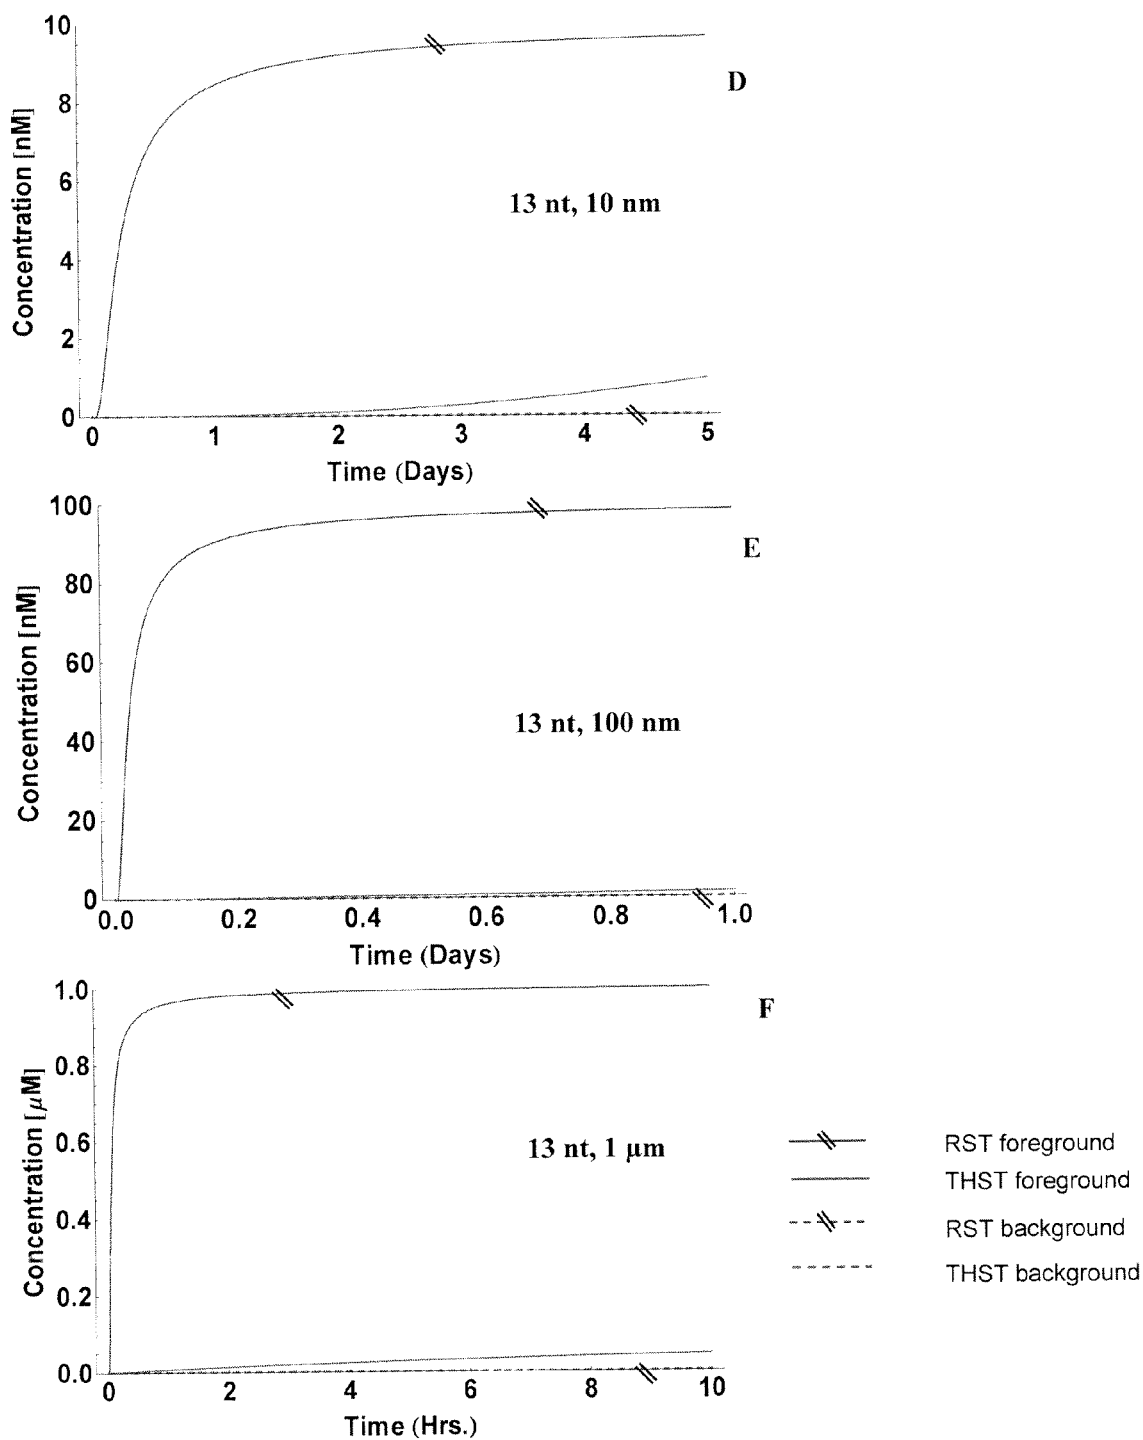 10
8
6
4
2
0
Concentration [nM]
D
13 nt, 10 nm
0 1 2 3 4 5
Time (Days)
100
80
60
40
20
0
Concentration [nM]
E
13 nt, 100 nm
0.0 0.2 0.4 0.6 0.8 1.0
Time (Days)
1.0
0.8
0.6
0.4
0.2
0.0
Concentration [μM]
F
13 nt, 1 μm
0 2 4 6 8 10
Time (Hrs.)
RST foreground
THST foreground
RST background
THST background